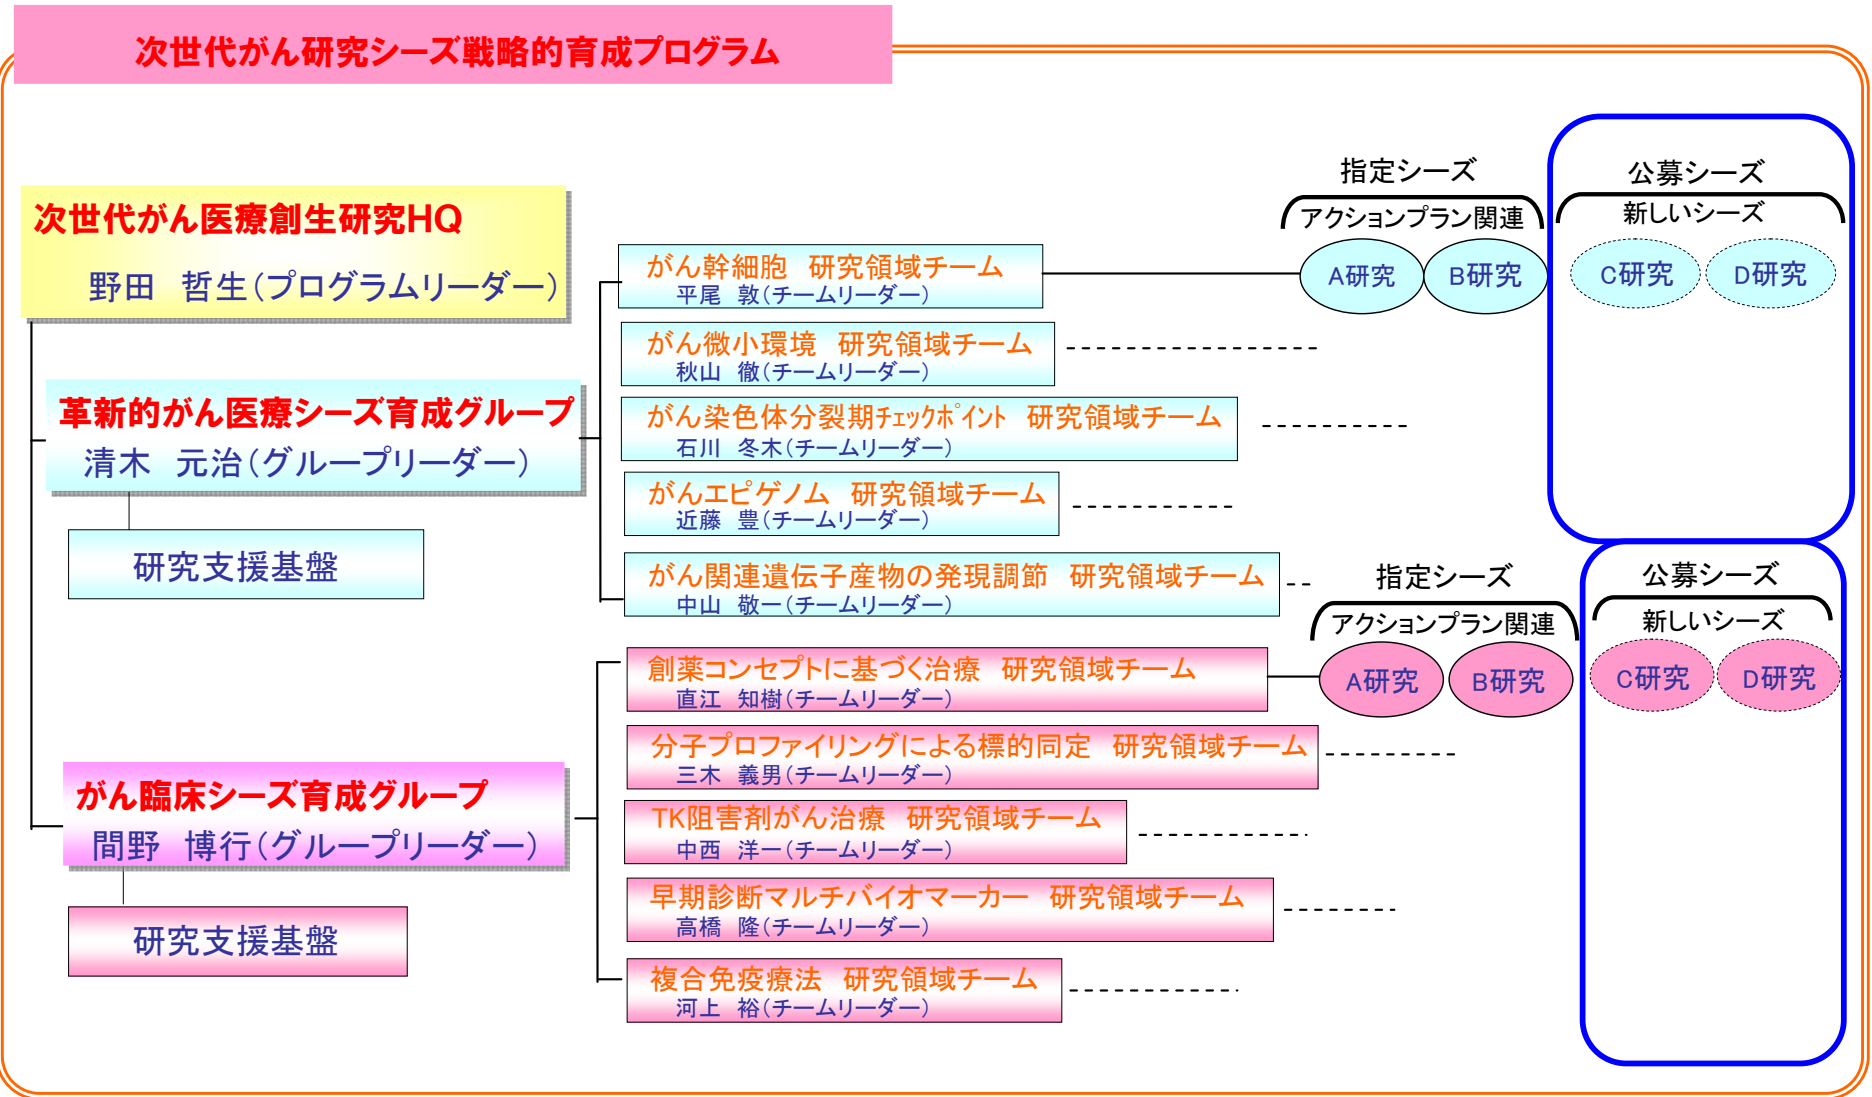 次世代がん研究シーズ戦略的育成プログラム
次世代がん医療創生研究HQ
野田　哲生(プログラムリーダー)
革新的がん医療シーズ育成グループ
清木　元治(グループリーダー)
研究支援基盤
がん幹細胞　研究領域チーム
平尾 敦(チームリーダー)
がん微小環境　研究領域チーム
秋山　徹(チームリーダー)
がん染色体分裂期ﾁｪｯｸﾎﾟｲﾝﾄ　研究領域チーム
石川　冬木(チームリーダー)
がんエピゲノム　研究領域チーム
近藤　豊(チームリーダー)
がん関連遺伝子産物の発現調節　研究領域チーム
中山　敬一(チームリーダー)
指定シーズ
アクションプラン関連
A研究
B研究
公募シーズ
新しいシーズ
C研究
D研究
がん臨床シーズ育成グループ
間野　博行(グループリーダー)
研究支援基盤
創薬コンセプトに基づく治療　研究領域チーム
直江　知樹(チームリーダー)
分子プロファイリングによる標的同定　研究領域チーム
三木　義男(チームリーダー)
TK阻害剤がん治療　研究領域チーム
中西　洋一(チームリーダー)
早期診断マルチバイオマーカー　研究領域チーム
高橋　隆(チームリーダー)
複合免疫療法　研究領域チーム
河上　裕(チームリーダー)
指定シーズ
アクションプラン関連
A研究
B研究
公募シーズ
新しいシーズ
C研究
D研究